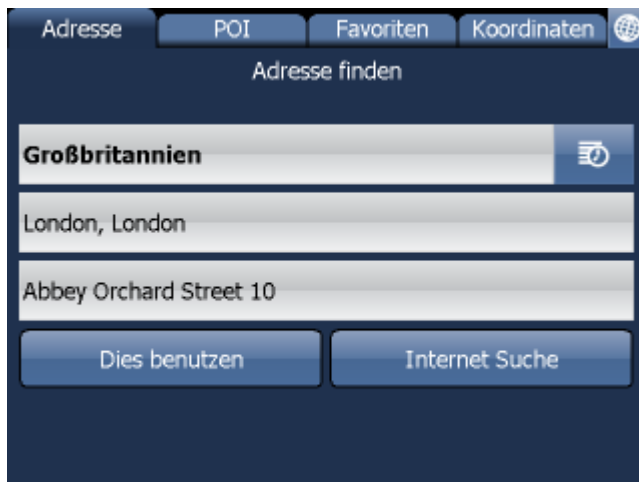 Adresse POI Favoriten Koordinaten
Adresse finden
Großbritannien
London, London
Abbey Orchard Street 10
Dies benutzen Internet Suche